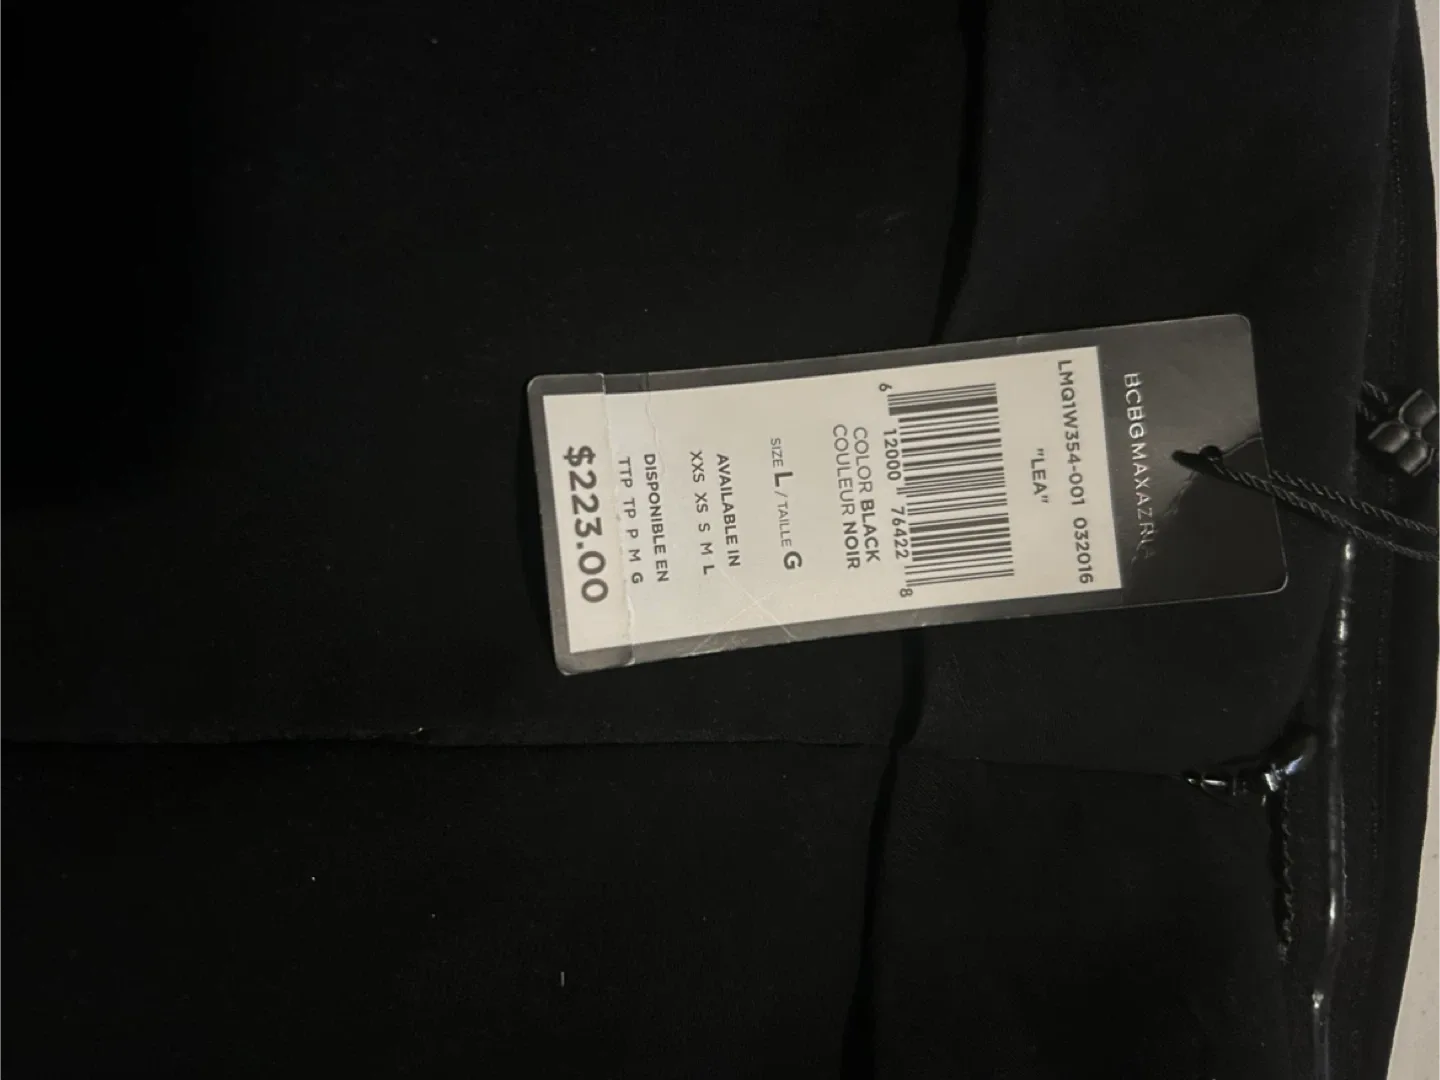 BCBGMAXAZRIA
LMQ1W354-001 032016
"LEA"
6 12000 76422 8
COLOR BLACK
COULEUR NOIR
SIZE L / TAILLE G
AVAILABLE IN
XXS XS S M L
DISPONIBLE EN
TTP TP P M G
$223.00